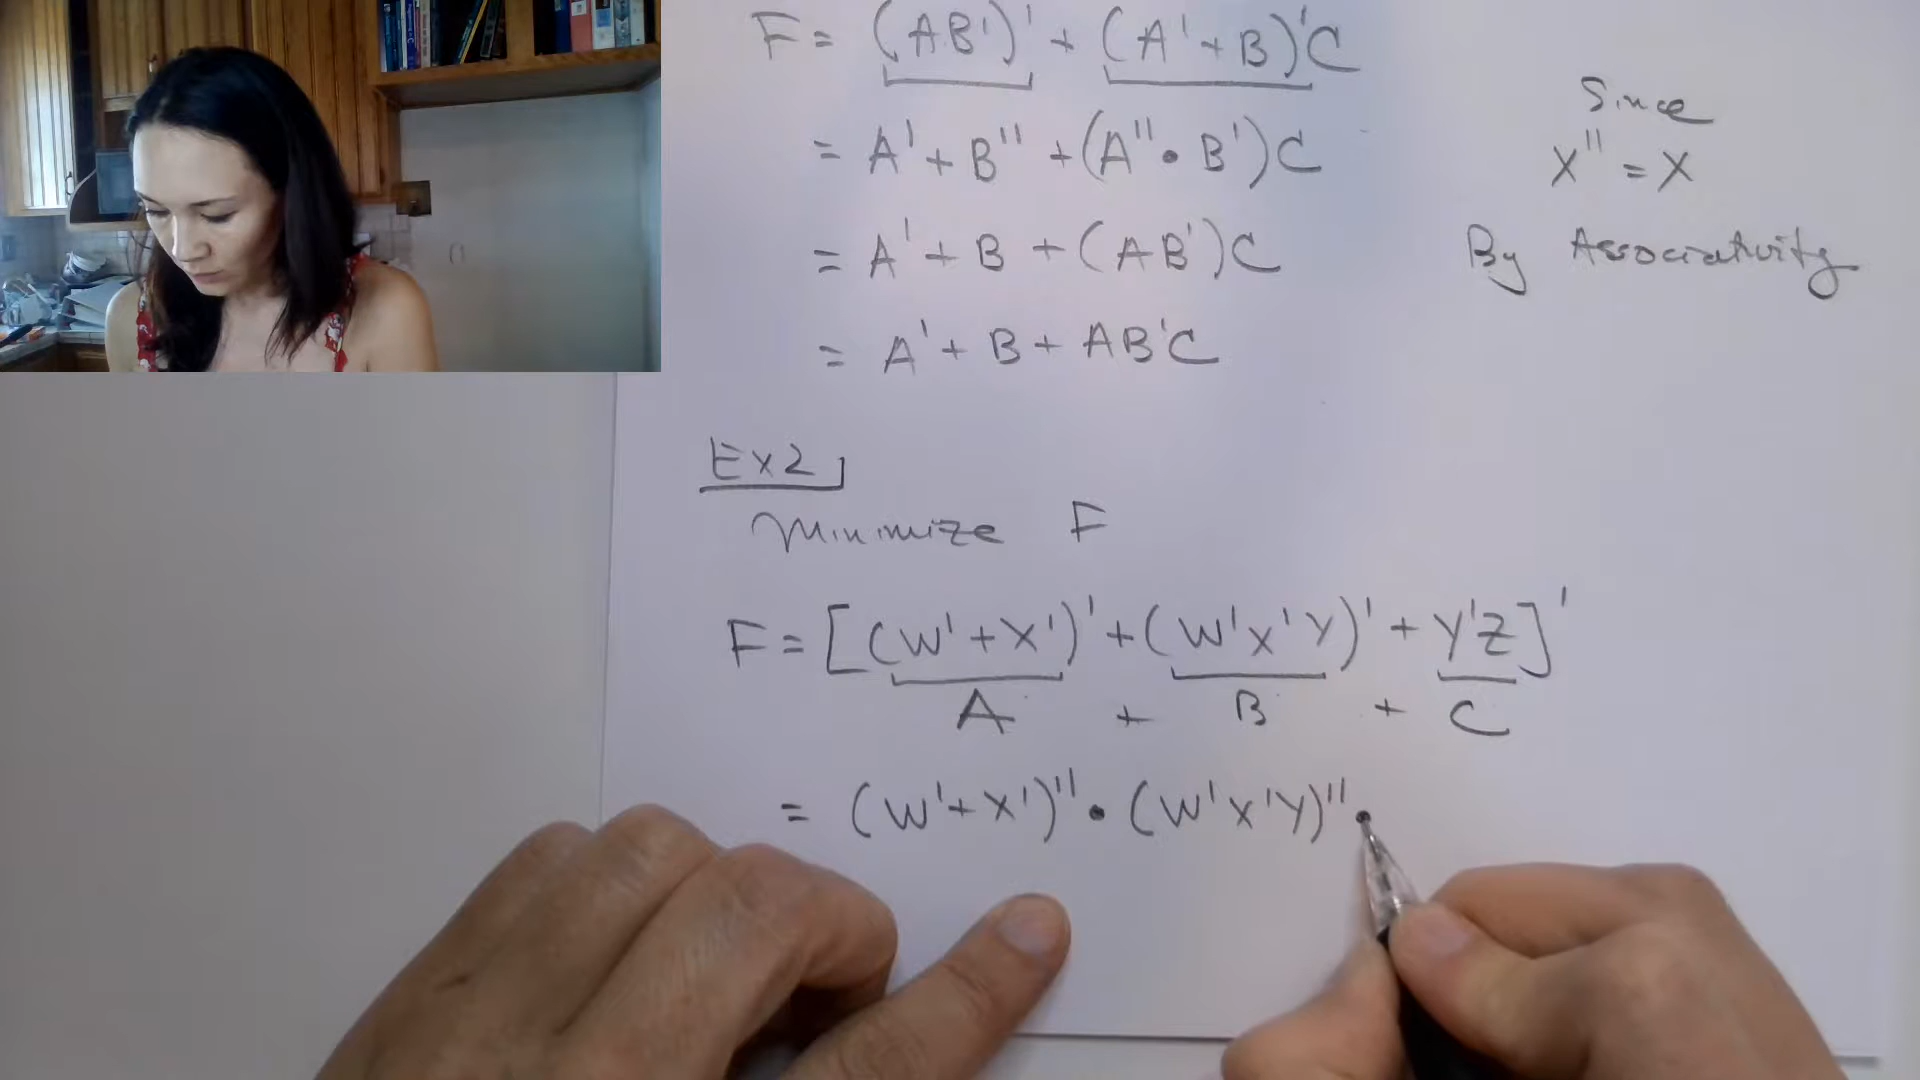 F = (AB')' + (A' + B)'C
= A' + B'' + (A'' • B')C
= A' + B + (AB')C
= A' + B + AB'C
Since
X'' = X
By Associativity
Ex2
Minimize F
F = [(W' + X')' + (W'X'Y)' + Y'Z]'
A + B + C
= (W' + X')'' • (W'X'Y)'' •